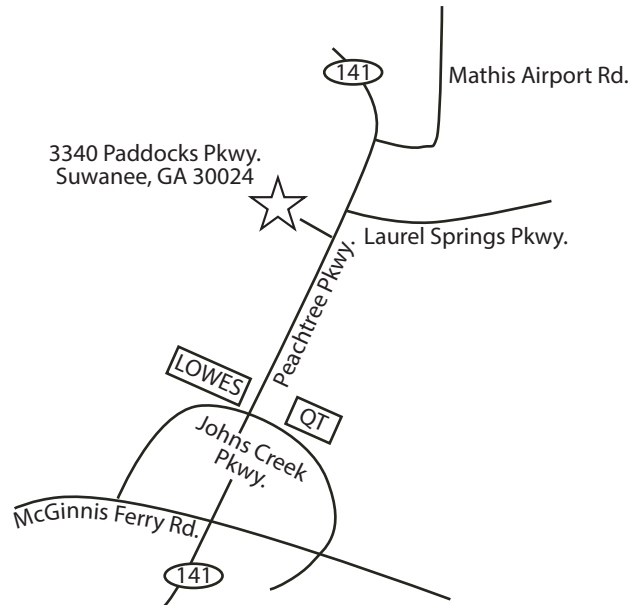 141
Mathis Airport Rd.
3340 Paddocks Pkwy.
Suwanee, GA 30024
Laurel Springs Pkwy.
Peachtree Pkwy.
LOWES
QT
Johns Creek
Pkwy.
McGinnis Ferry Rd.
141